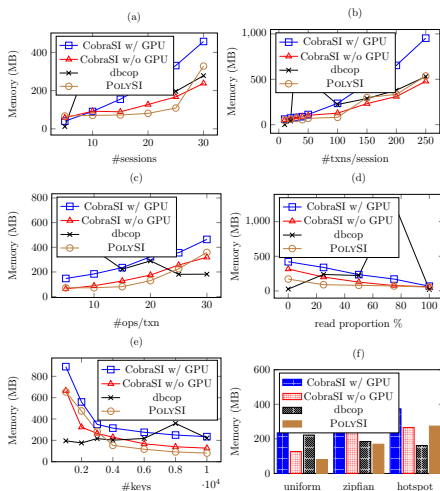 (a)
Memory (MB)
400
200
0
CobraSI w/ GPU
CobraSI w/o GPU
dbcop
PolySI
10
20
30
#sessions
(b)
Memory (MB)
1,000
500
0
CobraSI w/ GPU
CobraSI w/o GPU
dbcop
PolySI
0
50
100
150
200
250
#txns/session
(c)
Memory (MB)
800
600
400
200
0
CobraSI w/ GPU
CobraSI w/o GPU
dbcop
PolySI
10
20
30
#ops/txn
(d)
Memory (MB)
1,000
500
0
CobraSI w/ GPU
CobraSI w/o GPU
dbcop
PolySI
0
20
40
60
80
100
read proportion %
(e)
Memory (MB)
800
600
400
200
0
CobraSI w/ GPU
CobraSI w/o GPU
dbcop
PolySI
0.2
0.4
0.6
0.8
1
#keys
·10⁴
(f)
Memory (MB)
600
400
200
0
CobraSI w/ GPU
CobraSI w/o GPU
dbcop
PolySI
uniform
zipfian
hotspot